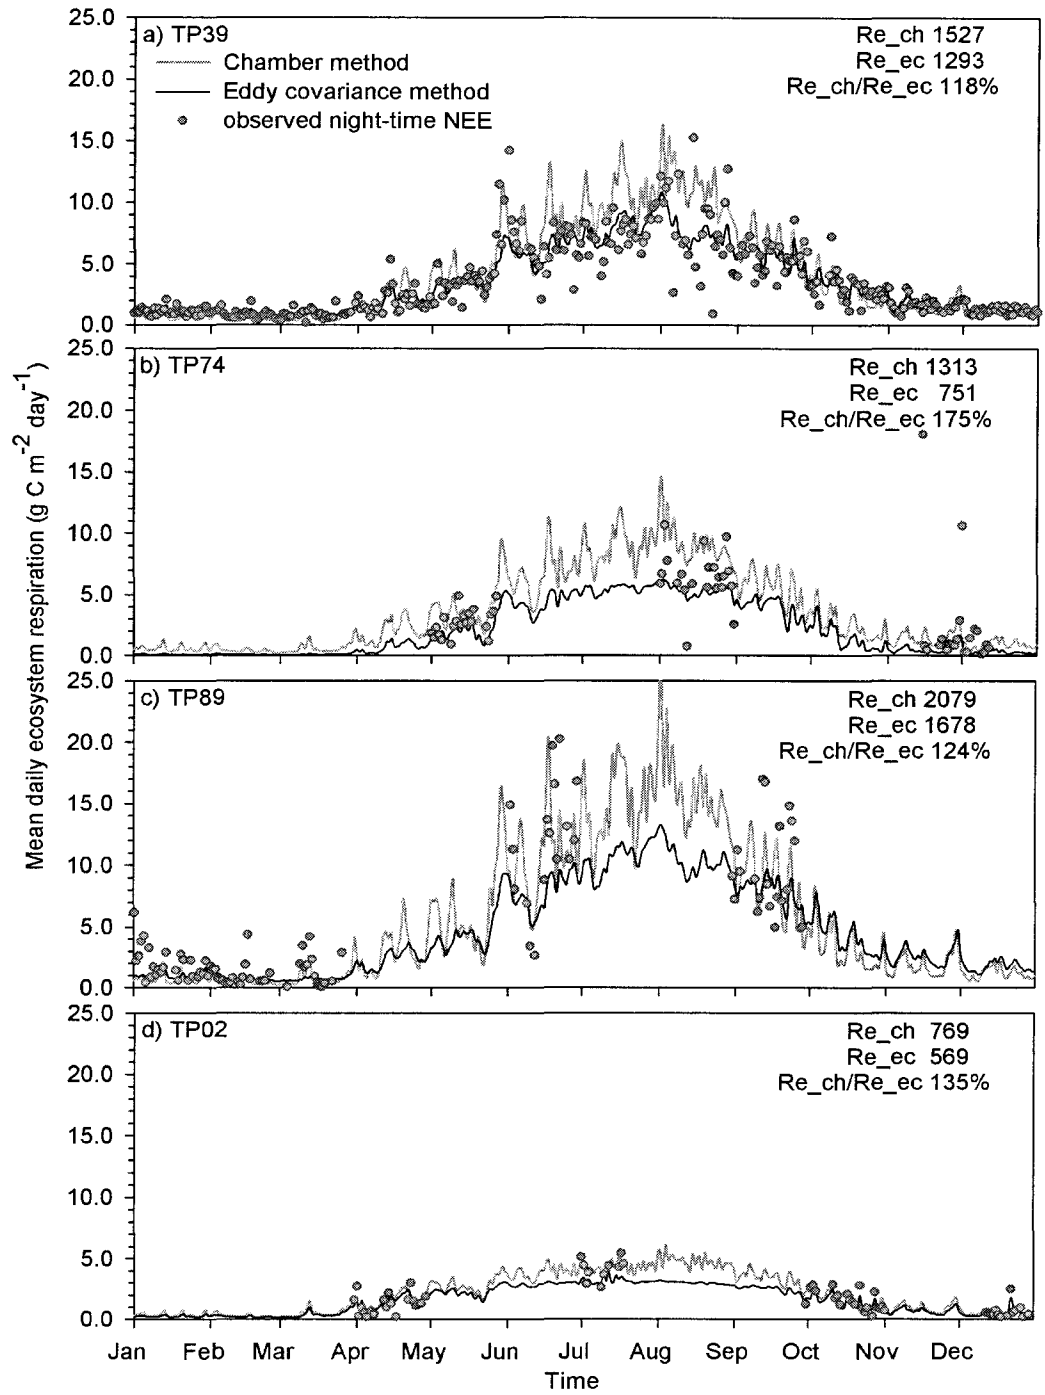 Mean daily ecosystem respiration (g C m⁻² day⁻¹)
25.0
20.0
15.0
10.0
5.0
0.0
a) TP39
Chamber method
Eddy covariance method
observed night-time NEE
Re_ch 1527
Re_ec 1293
Re_ch/Re_ec 118%
25.0
20.0
15.0
10.0
5.0
0.0
b) TP74
Re_ch 1313
Re_ec 751
Re_ch/Re_ec 175%
25.0
20.0
15.0
10.0
5.0
0.0
c) TP89
Re_ch 2079
Re_ec 1678
Re_ch/Re_ec 124%
25.0
20.0
15.0
10.0
5.0
0.0
d) TP02
Re_ch 769
Re_ec 569
Re_ch/Re_ec 135%
Jan Feb Mar Apr May Jun Jul Aug Sep Oct Nov Dec
Time